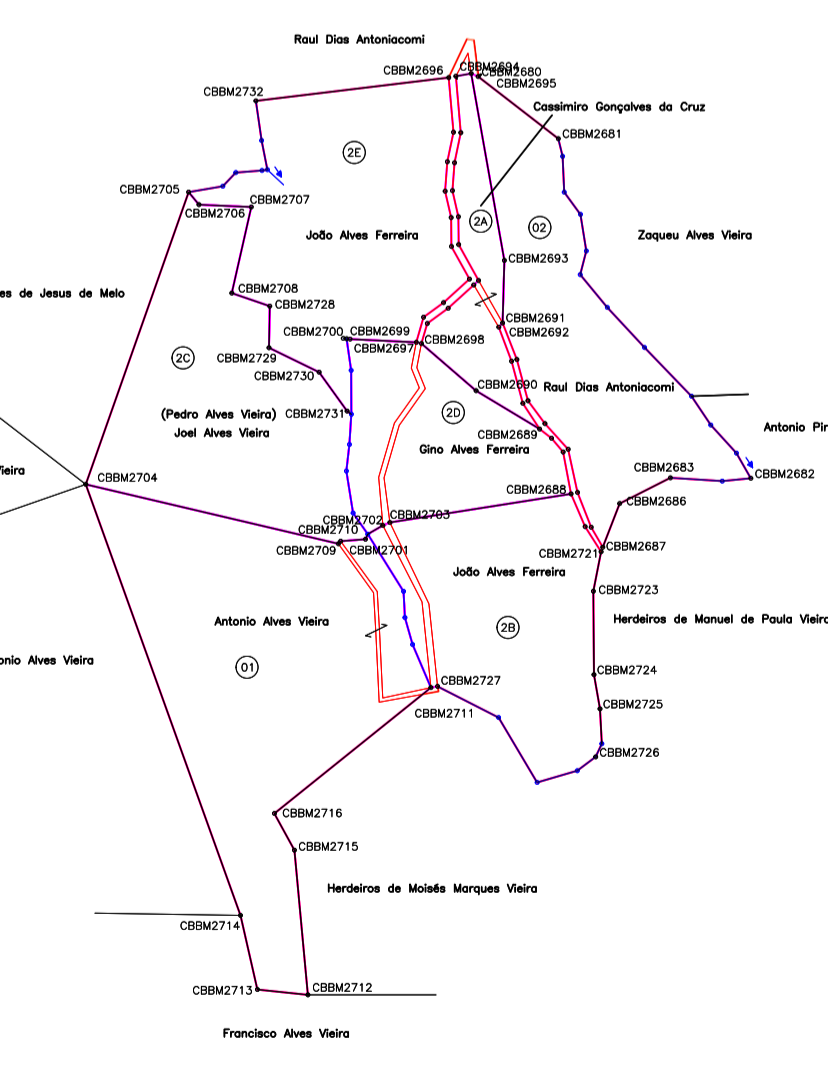 Raul Dias Antoniacomi
CBBM2696
CBBM2694
CBBM2680
CBBM2695
CBBM2732
Cassimiro Gonçalves da Cruz
CBBM2681
2E
CBBM2705
CBBM2707
CBBM2706
2A
02
João Alves Ferreira
Zaqueu Alves Vieira
CBBM2693
es de Jesus de Melo
CBBM2708
CBBM2728
CBBM2691
CBBM2692
CBBM2700
CBBM2699
CBBM2698
CBBM2697
2C
CBBM2729
CBBM2730
CBBM2690
Raul Dias Antoniacomi
2D
(Pedro Alves Vieira)
CBBM2731
Joel Alves Vieira
CBBM2689
Antonio Pir
Gino Alves Ferreira
ieira
CBBM2704
CBBM2683
CBBM2682
CBBM2688
CBBM2686
CBBM2702
CBBM2703
CBBM2710
CBBM2709
CBBM2701
CBBM2721
CBBM2687
João Alves Ferreira
CBBM2723
Antonio Alves Vieira
Herdeiros de Manuel de Paula Vieira
2B
onio Alves Vieira
01
CBBM2724
CBBM2727
CBBM2711
CBBM2725
CBBM2726
CBBM2716
CBBM2715
Herdeiros de Moisés Marques Vieira
CBBM2714
CBBM2713
CBBM2712
Francisco Alves Vieira